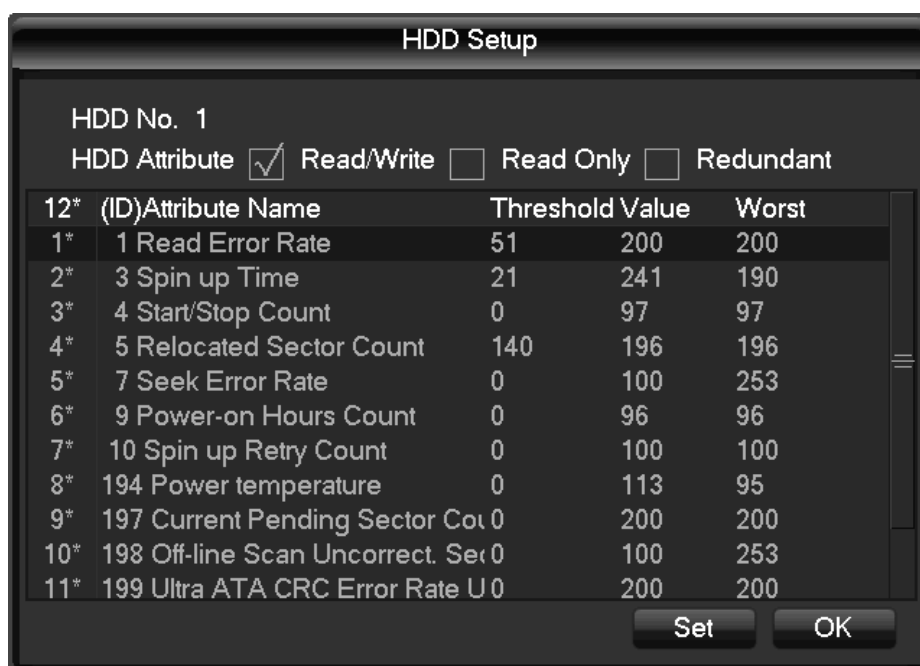 HDD Setup
HDD No. 1
HDD Attribute Read/Write Read Only Redundant
12* (ID)Attribute Name Threshold Value Worst
1* 1 Read Error Rate 51 200 200
2* 3 Spin up Time 21 241 190
3* 4 Start/Stop Count 0 97 97
4* 5 Relocated Sector Count 140 196 196
5* 7 Seek Error Rate 0 100 253
6* 9 Power-on Hours Count 0 96 96
7* 10 Spin up Retry Count 0 100 100
8* 194 Power temperature 0 113 95
9* 197 Current Pending Sector Cou 0 200 200
10* 198 Off-line Scan Uncorrect. Sec 0 100 253
11* 199 Ultra ATA CRC Error Rate U 0 200 200
Set OK